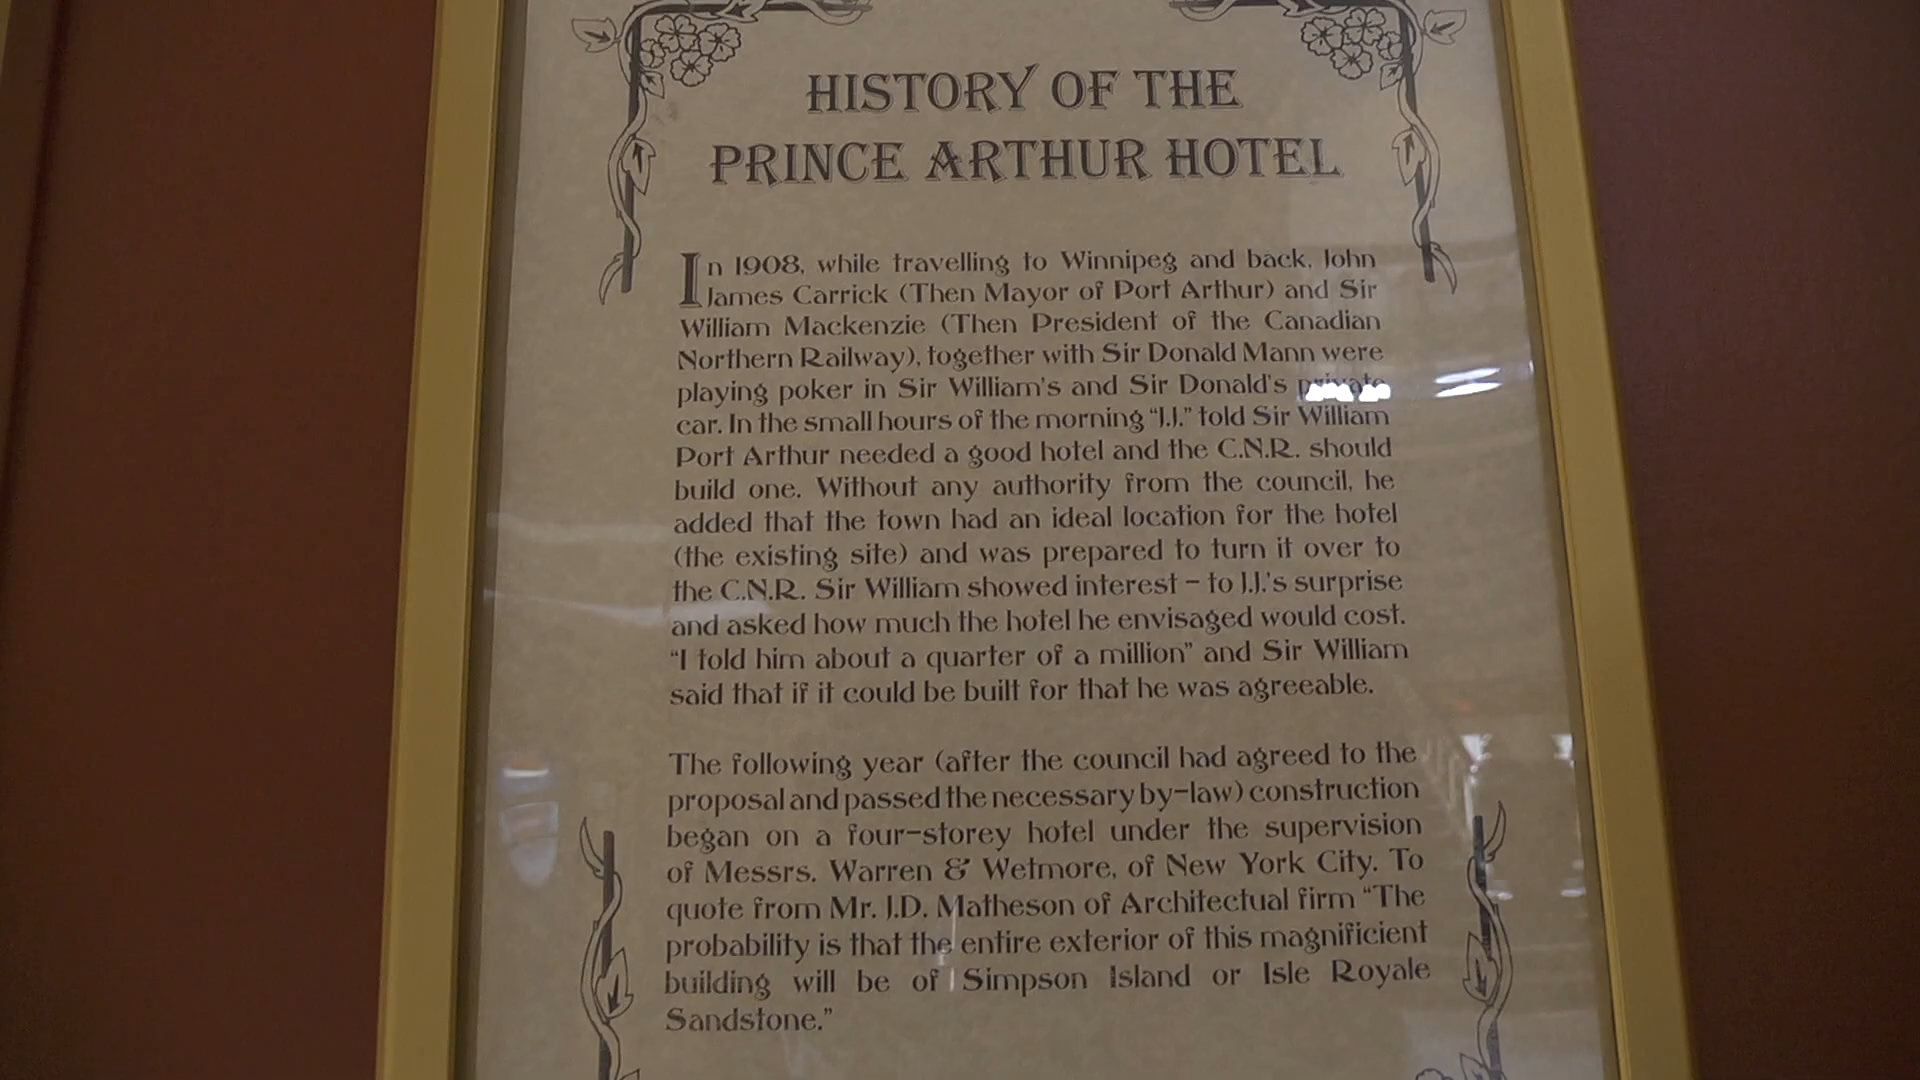 HISTORY OF THE
PRINCE ARTHUR HOTEL
In 1908, while travelling to Winnipeg and back, John
James Carrick (Then Mayor of Port Arthur) and Sir
William Mackenzie (Then President of the Canadian
Northern Railway), together with Sir Donald Mann were
playing poker in Sir William's and Sir Donald's private
car. In the small hours of the morning “J.J.” told Sir William
Port Arthur needed a good hotel and the C.N.R. should
build one. Without any authority from the council, he
added that the town had an ideal location for the hotel
(the existing site) and was prepared to turn it over to
the C.N.R. Sir William showed interest – to J.J.'s surprise
and asked how much the hotel he envisaged would cost.
“I told him about a quarter of a million” and Sir William
said that if it could be built for that he was agreeable.
The following year (after the council had agreed to the
proposal and passed the necessary by-law) construction
began on a four-storey hotel under the supervision
of Messrs. Warren & Wetmore, of New York City. To
quote from Mr. J.D. Matheson of Architectual firm “The
probability is that the entire exterior of this magnificient
building will be of Simpson Island or Isle Royale
Sandstone.”